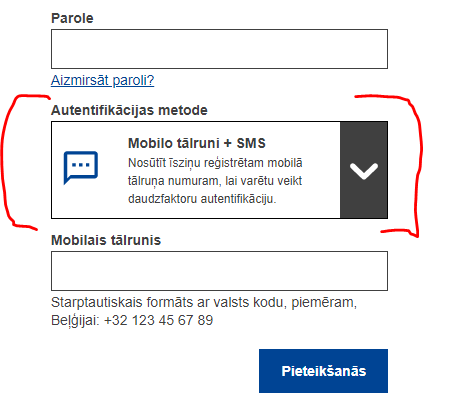 Parole
Aizmirsāt paroli?
Autentifikācijas metode
Mobilo tālruni + SMS
Nosūtīt īsziņu reģistrētam mobilā
tālruņa numuram, lai varētu veikt
daudzfaktoru autentifikāciju.
Mobilais tālrunis
Starptautiskais formāts ar valsts kodu, piemēram,
Beļģijai: +32 123 45 67 89
Pieteikšanās